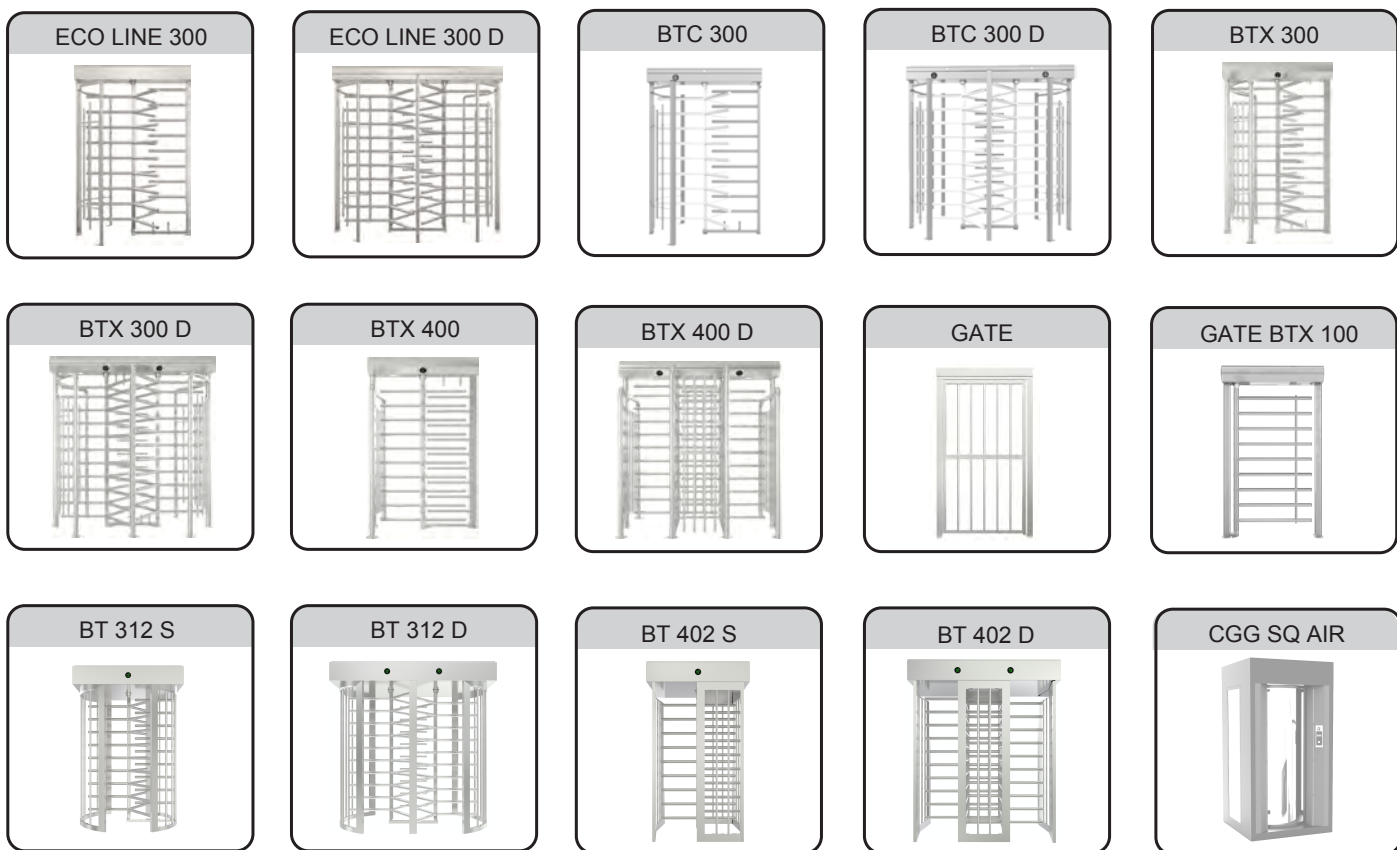 ECO LINE 300
ECO LINE 300 D
BTC 300
BTC 300 D
BTX 300
BTX 300 D
BTX 400
BTX 400 D
GATE
GATE BTX 100
BT 312 S
BT 312 D
BT 402 S
BT 402 D
CGG SQ AIR